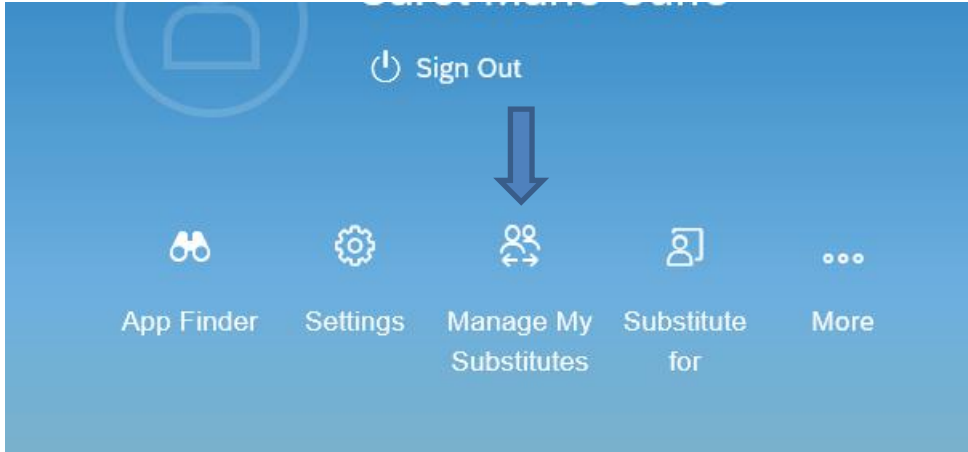 Sign Out
App Finder
Settings
Manage My
Substitutes
Substitute
for
More